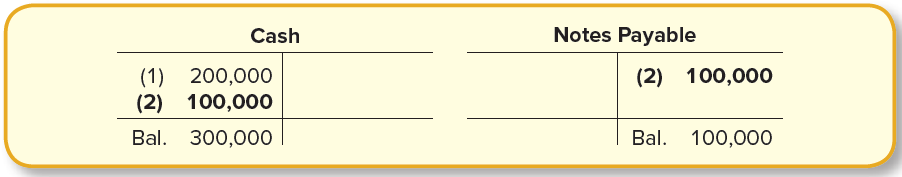 Cash Notes Payable
(1) 200,000 (2) 100,000
(2) 100,000
Bal. 300,000 Bal. 100,000